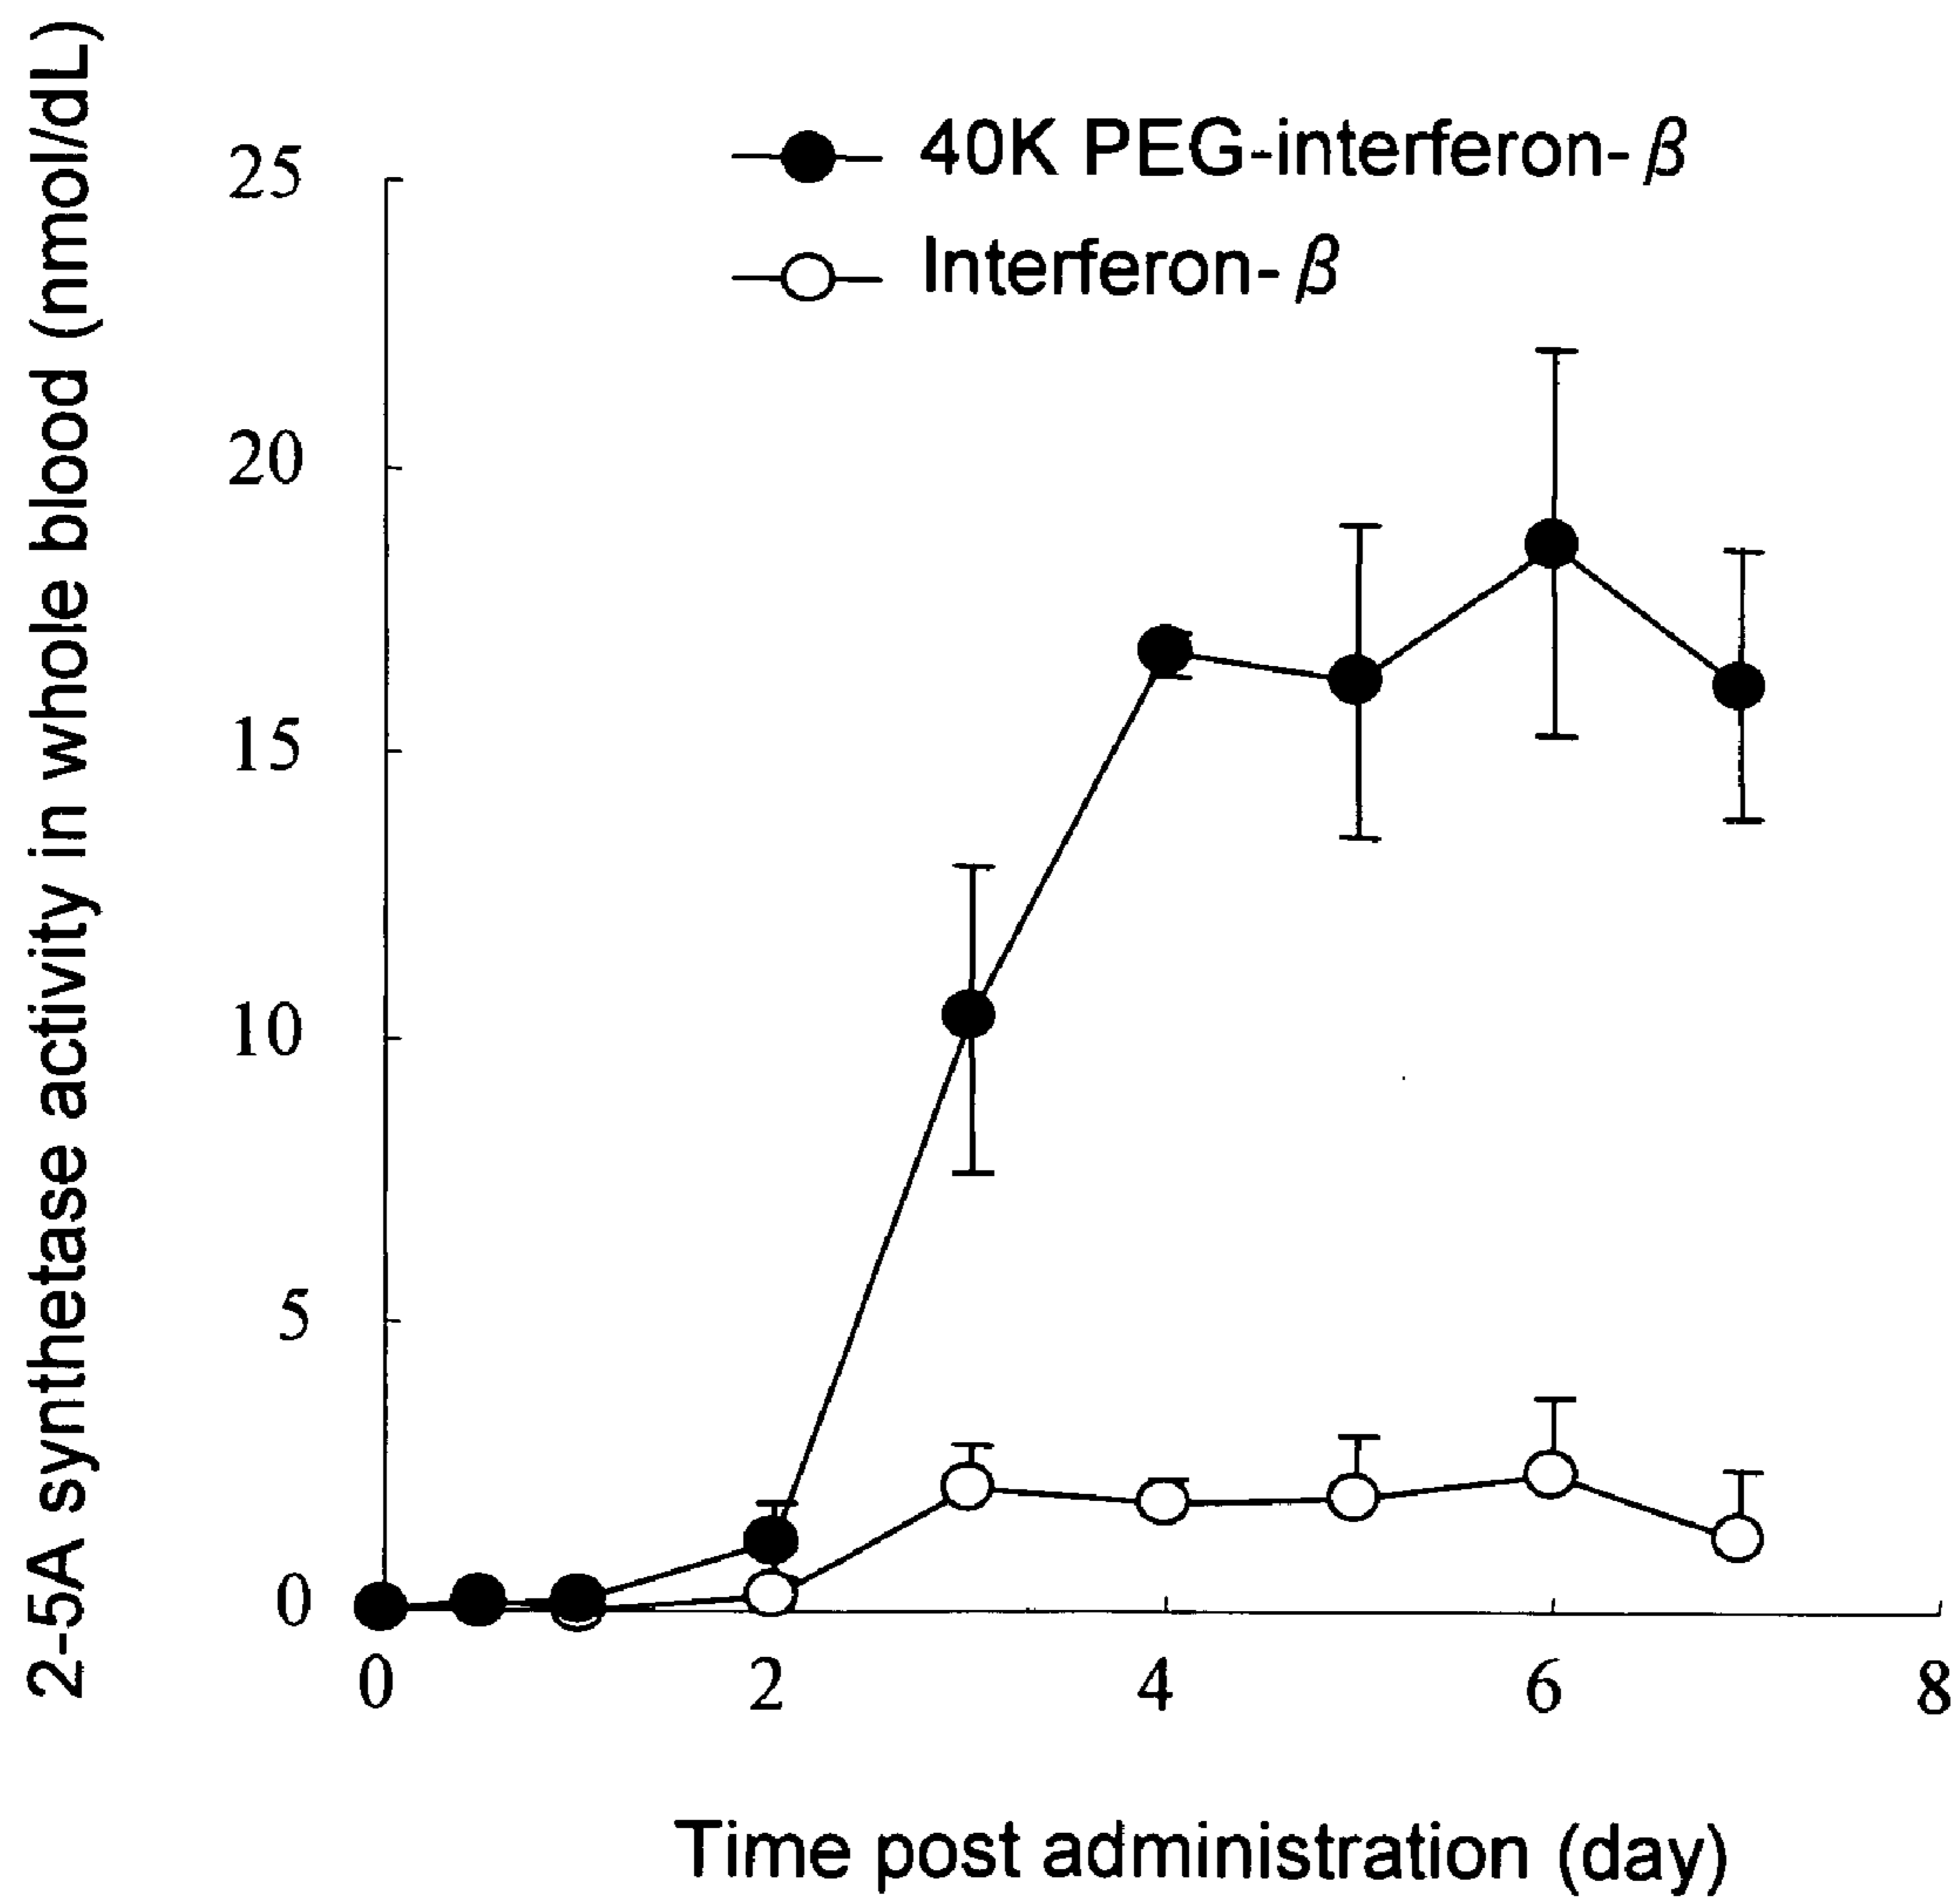 2-5A synthetase activity in whole blood (nmol/dL)
40K PEG-interferon-β
Interferon-β
25
20
15
10
5
0
0 2 4 6 8
Time post administration (day)